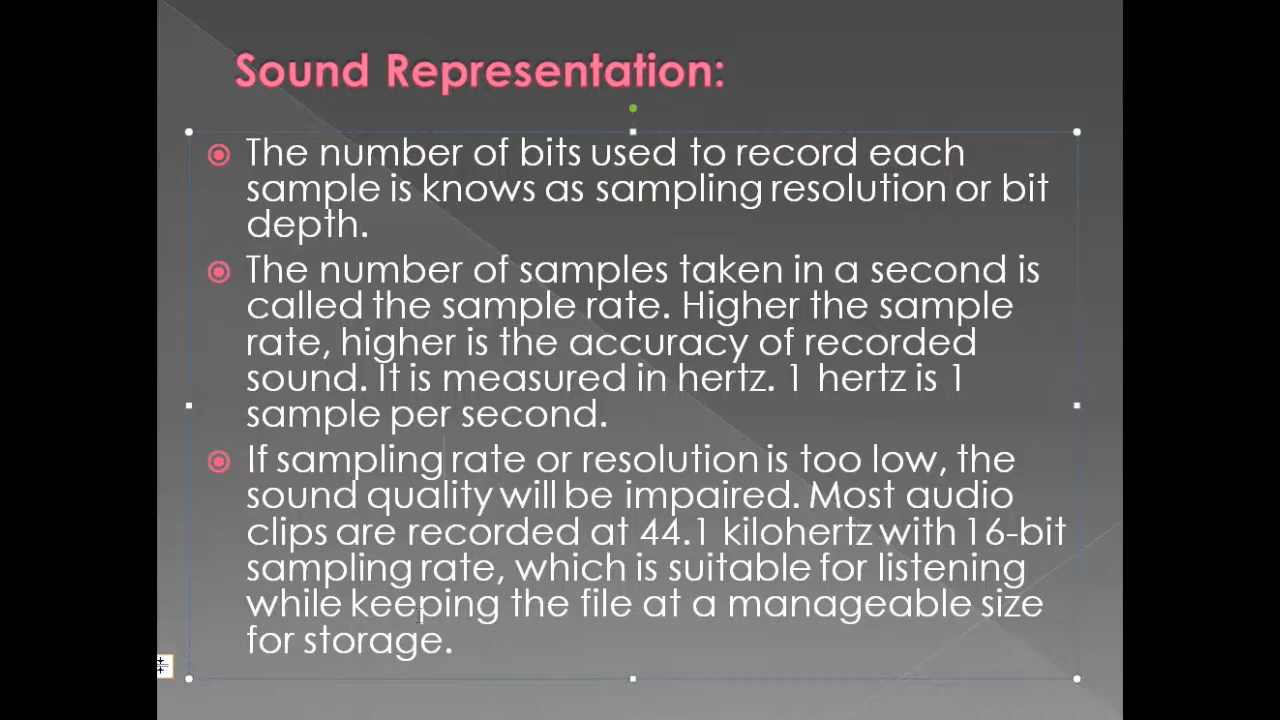 Sound Representation:
The number of bits used to record each
sample is knows as sampling resolution or bit
depth.
The number of samples taken in a second is
called the sample rate. Higher the sample
rate, higher is the accuracy of recorded
sound. It is measured in hertz. 1 hertz is 1
sample per second.
If sampling rate or resolution is too low, the
sound quality will be impaired. Most audio
clips are recorded at 44.1 kilohertz with 16-bit
sampling rate, which is suitable for listening
while keeping the file at a manageable size
for storage.